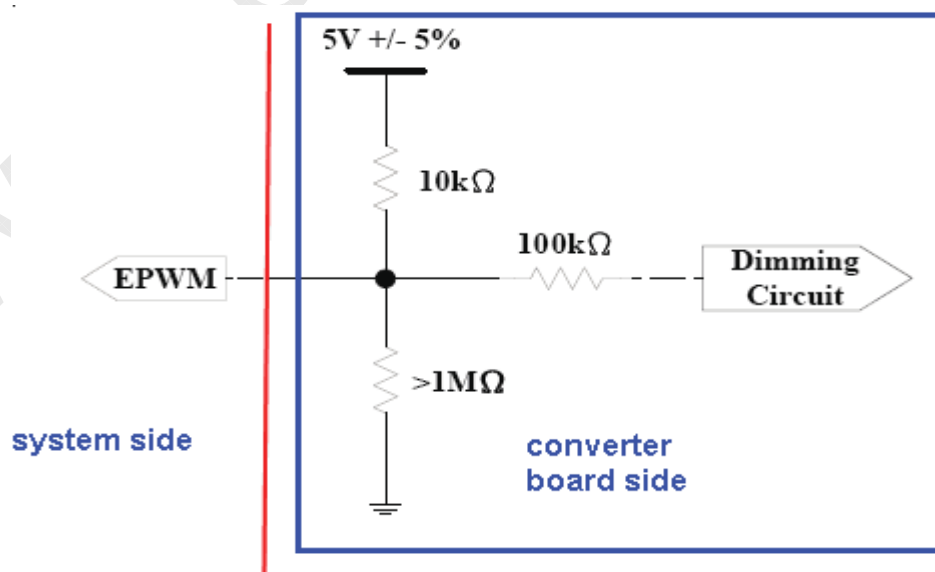 5V +/- 5%
10kΩ
100kΩ
EPWM
Dimming
Circuit
>1MΩ
system side
converter
board side